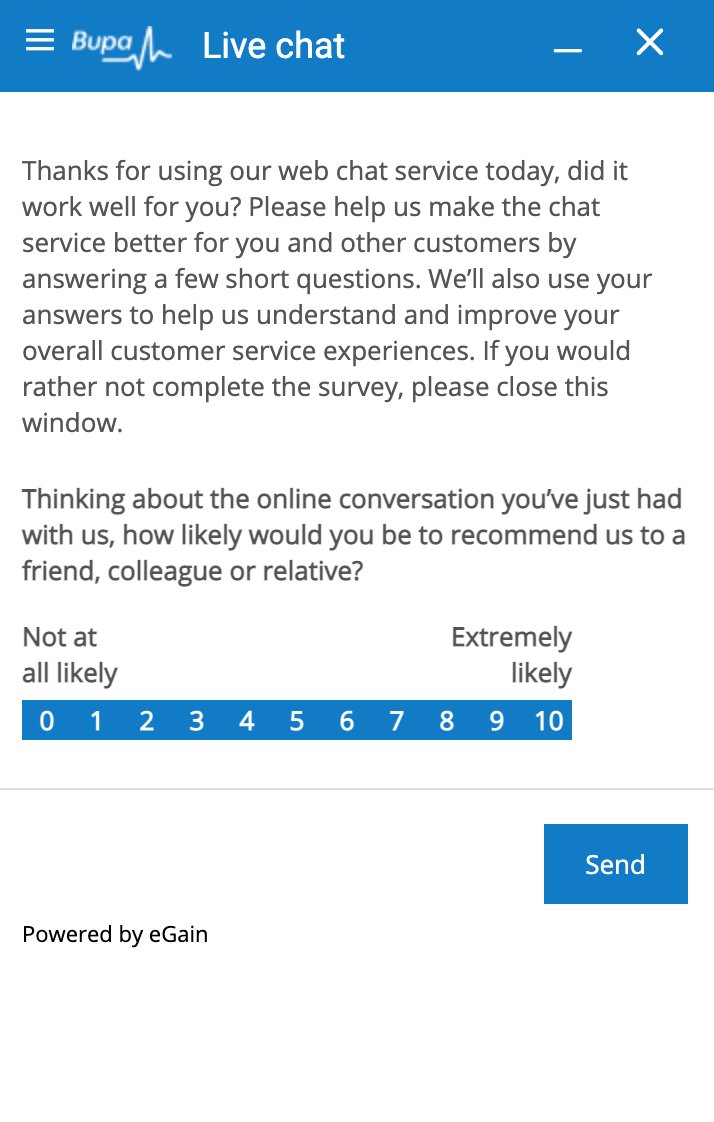 Bupa Live chat
Thanks for using our web chat service today, did it
work well for you? Please help us make the chat
service better for you and other customers by
answering a few short questions. We’ll also use your
answers to help us understand and improve your
overall customer service experiences. If you would
rather not complete the survey, please close this
window.
Thinking about the online conversation you’ve just had
with us, how likely would you be to recommend us to a
friend, colleague or relative?
Not at Extremely
all likely likely
0 1 2 3 4 5 6 7 8 9 10
Send
Powered by eGain